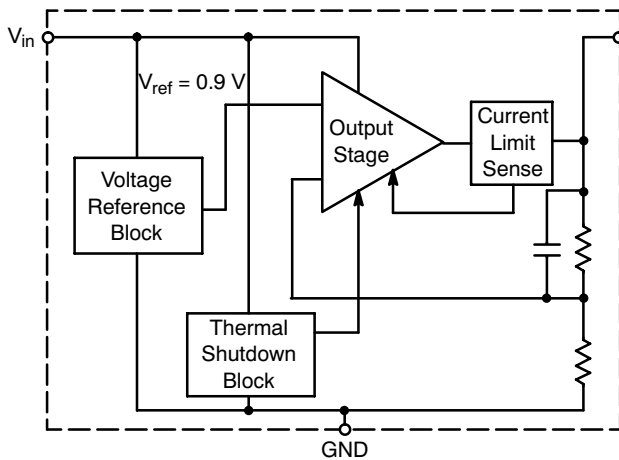 Vin
Vref = 0.9 V
Output
Stage
Current
Limit
Sense
Voltage
Reference
Block
Thermal
Shutdown
Block
GND